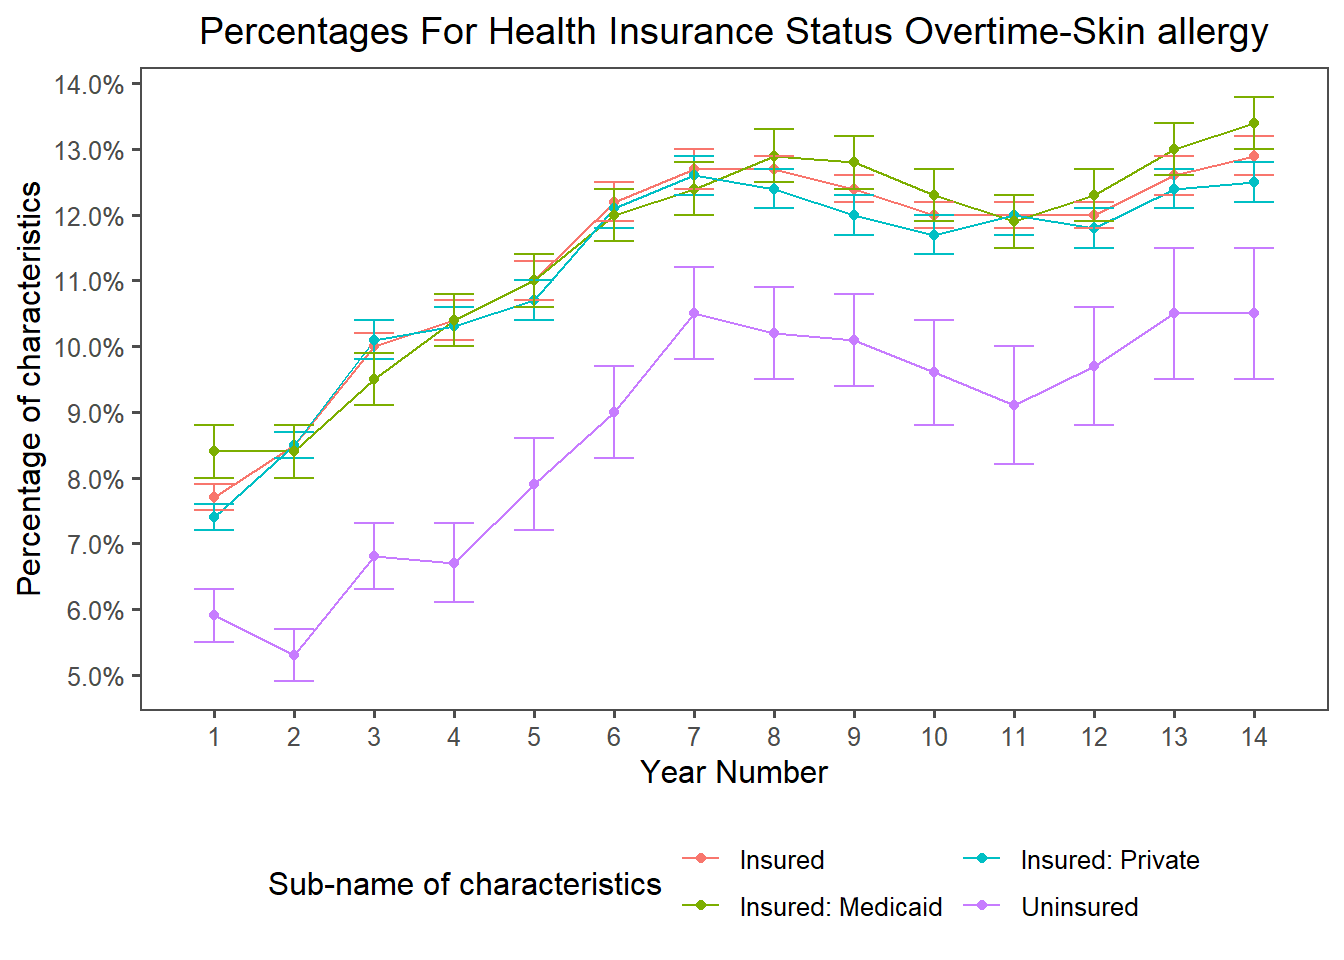 Percentages For Health Insurance Status Overtime-Skin allergy
Percentage of characteristics
14.0%
13.0%
12.0%
11.0%
10.0%
9.0%
8.0%
7.0%
6.0%
5.0%
1 2 3 4 5 6 7 8 9 10 11 12 13 14
Year Number
Sub-name of characteristics
Insured
Insured: Private
Insured: Medicaid
Uninsured